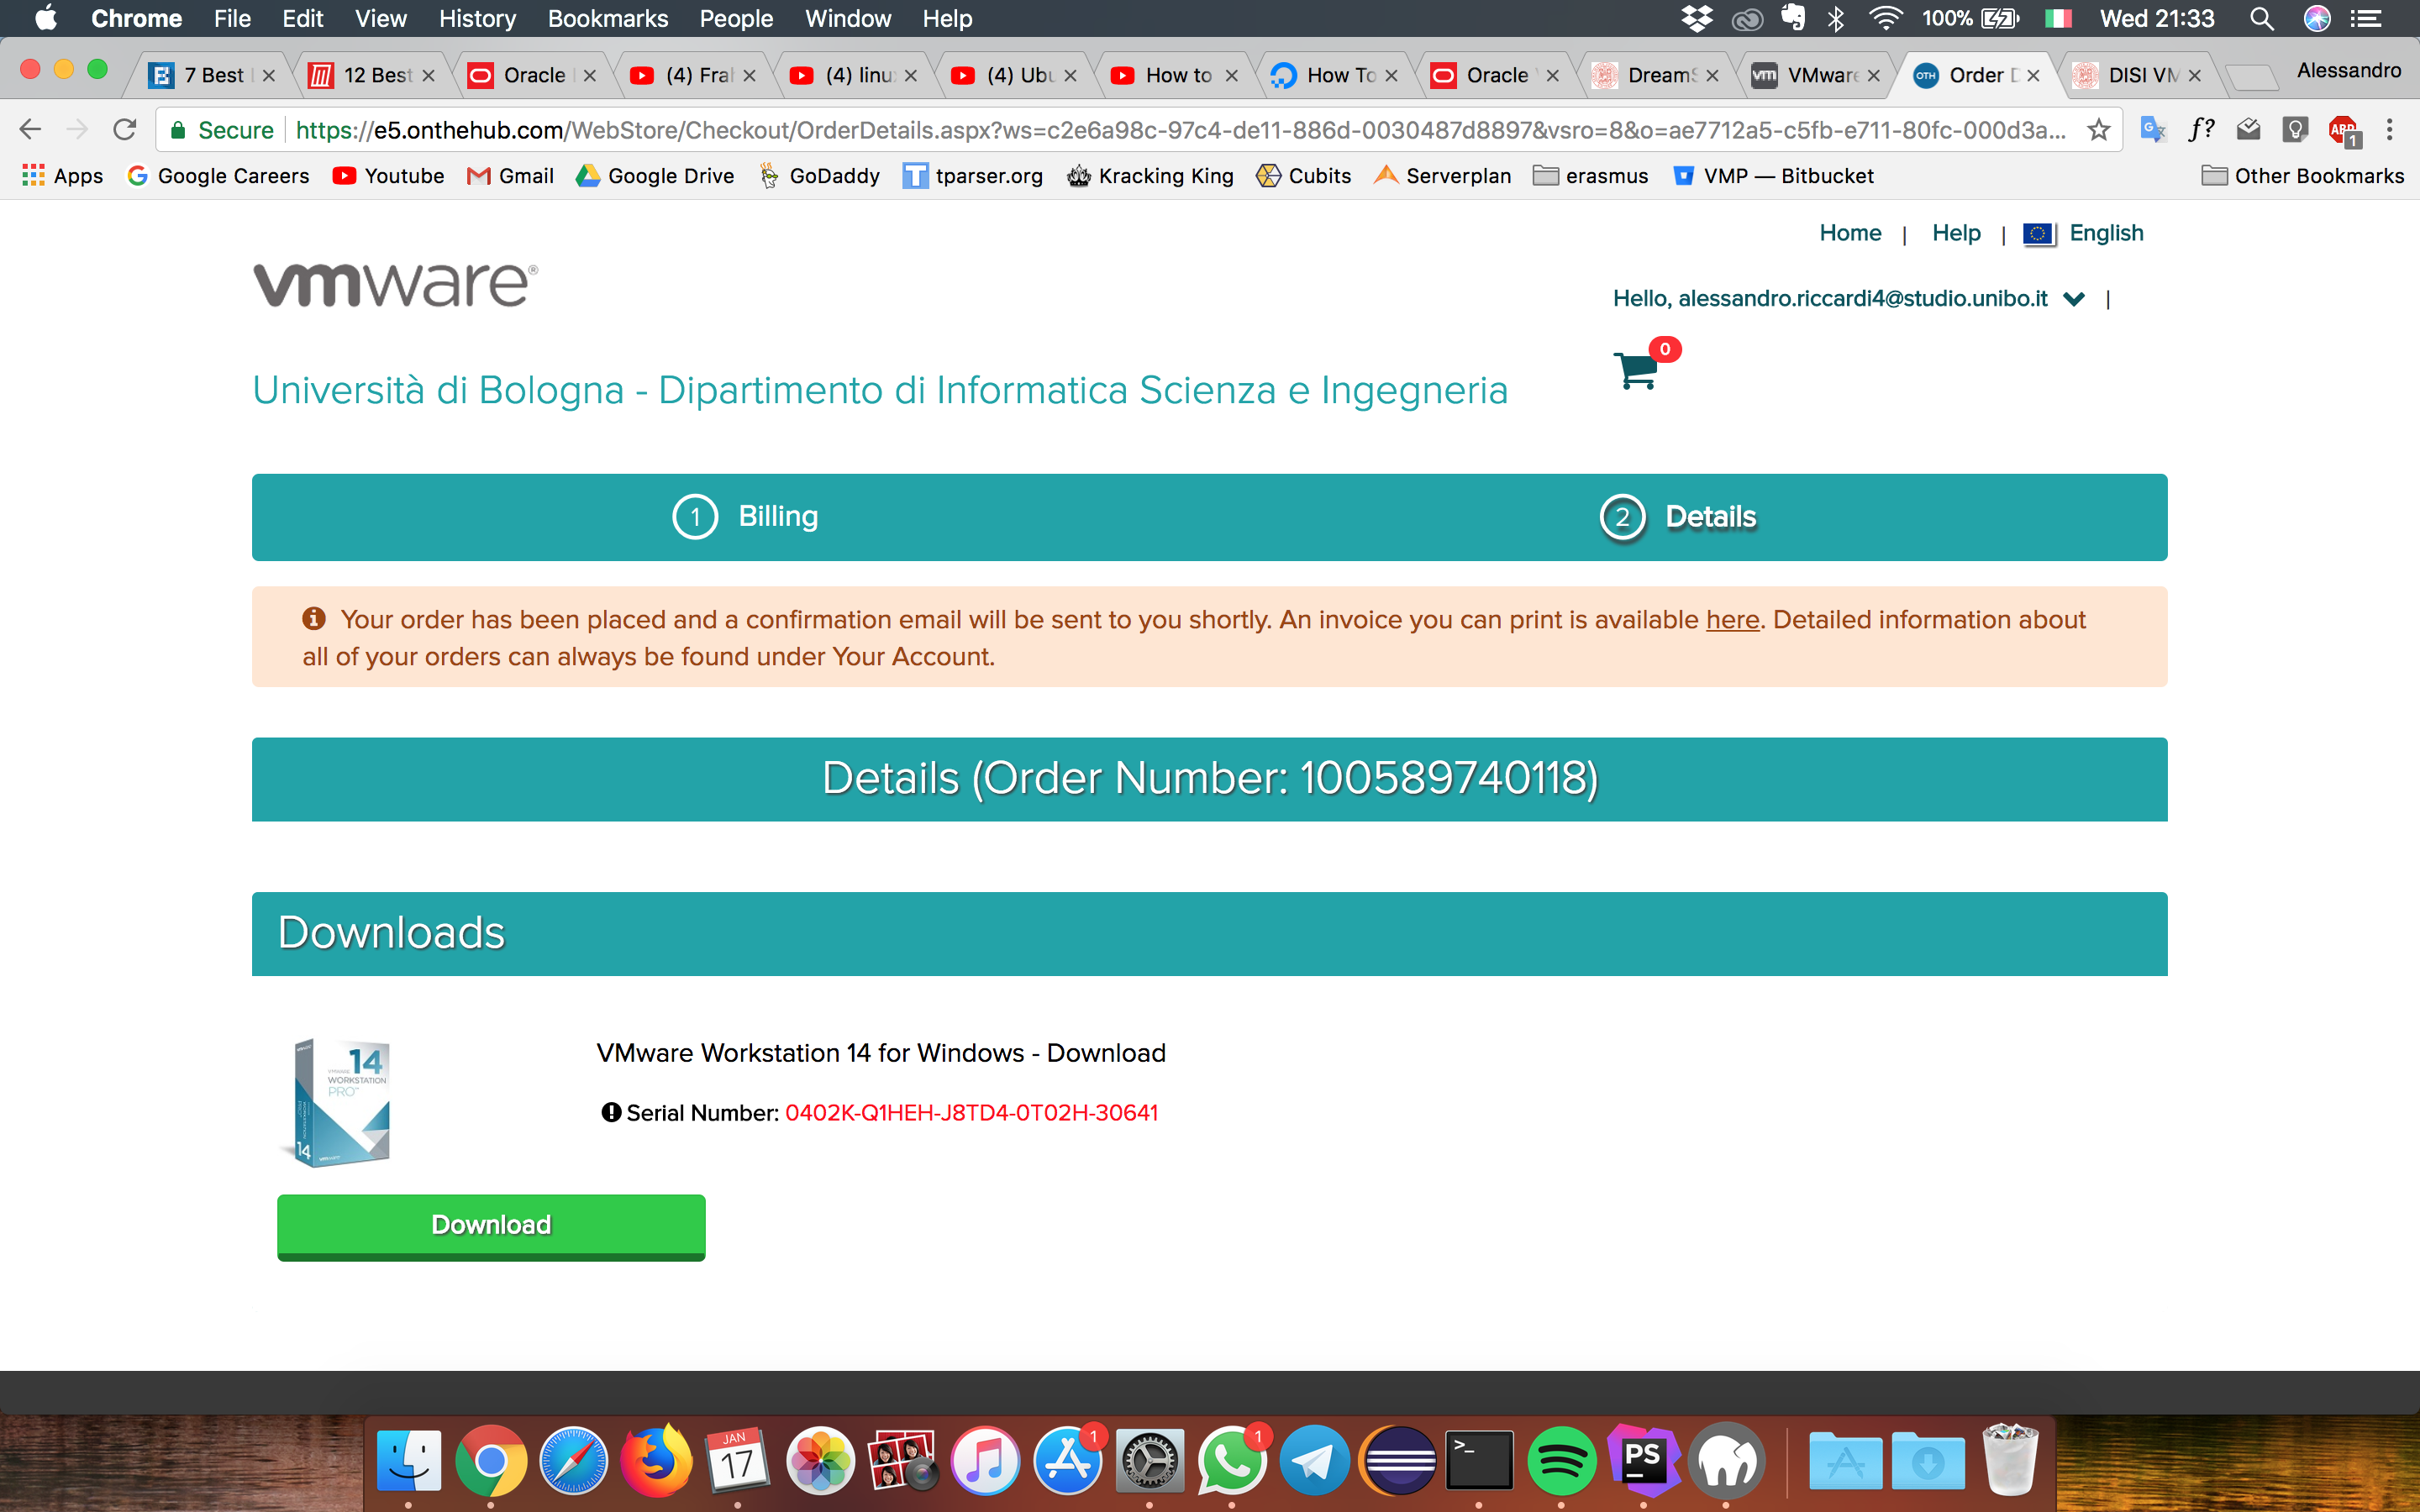 Chrome File Edit View History Bookmarks People Window Help 100% Wed 21:33
7 Best 12 Best Oracle (4) Fra (4) linu (4) Ubu How to How To Oracle Dream VMware Order D DISI VM Alessandro
Secure https://e5.onthehub.com/WebStore/Checkout/OrderDetails.aspx?ws=c2e6a98c-97c4-de11-886d-0030487d8897&vsro=8&o=ae7712a5-c5fb-e711-80fc-000d3a... f? ABP 1
Apps Google Careers Youtube Gmail Google Drive GoDaddy tparser.org Kracking King Cubits Serverplan erasmus VMP — Bitbucket Other Bookmarks
Home | Help | English
vmware®
Hello, alessandro.riccardi4@studio.unibo.it |
0
Università di Bologna - Dipartimento di Informatica Scienza e Ingegneria
1 Billing 2 Details
Your order has been placed and a confirmation email will be sent to you shortly. An invoice you can print is available here. Detailed information about
all of your orders can always be found under Your Account.
Details (Order Number: 100589740118)
Downloads
14
WORKSTATION
PRO™
14
VMware Workstation 14 for Windows - Download
Serial Number: 0402K-Q1HEH-J8TD4-0T02H-30641
Download
JAN
17
1
1
>_
PS